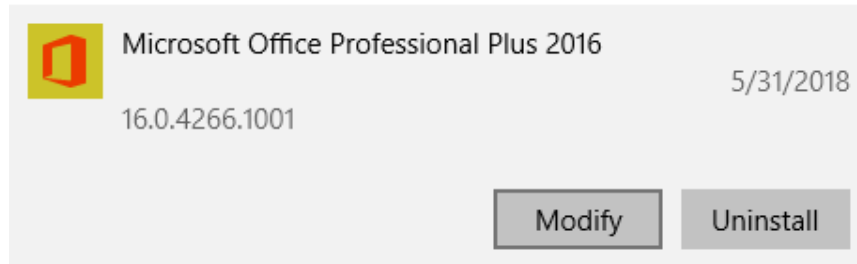 Microsoft Office Professional Plus 2016
5/31/2018
16.0.4266.1001
Modify
Uninstall